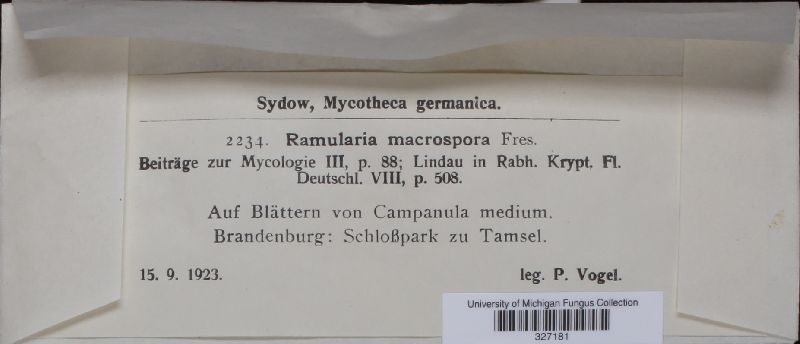 Sydow, Mycotheca germanica.
2234. Ramularia macrospora Fres.
Beiträge zur Mycologie III, p. 88; Lindau in Rabh. Krypt. Fl.
Deutschl. VIII, p. 508.
Auf Blättern von Campanula medium.
Brandenburg: Schloßpark zu Tamsel.
15. 9. 1923. leg. P. Vogel.
University of Michigan Fungus Collection
327181